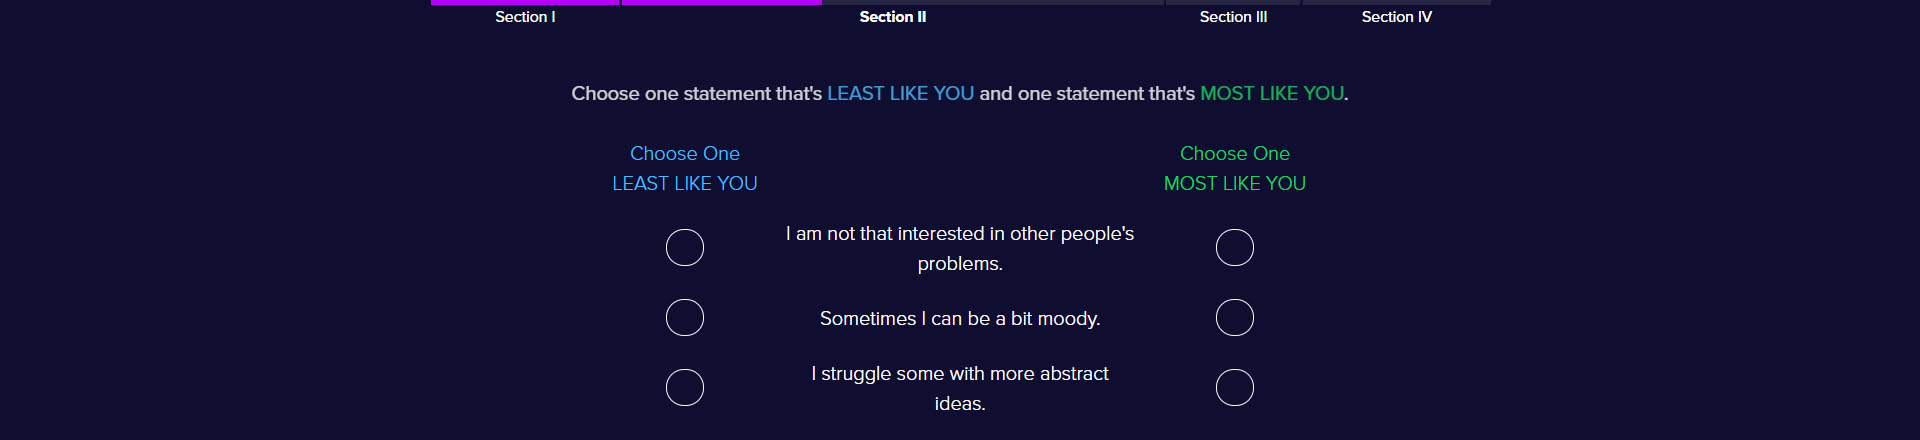 Section I
Section II
Section III
Section IV
Choose one statement that's LEAST LIKE YOU and one statement that's MOST LIKE YOU.
Choose One
LEAST LIKE YOU
Choose One
MOST LIKE YOU
I am not that interested in other people's
problems.
Sometimes I can be a bit moody.
I struggle some with more abstract
ideas.